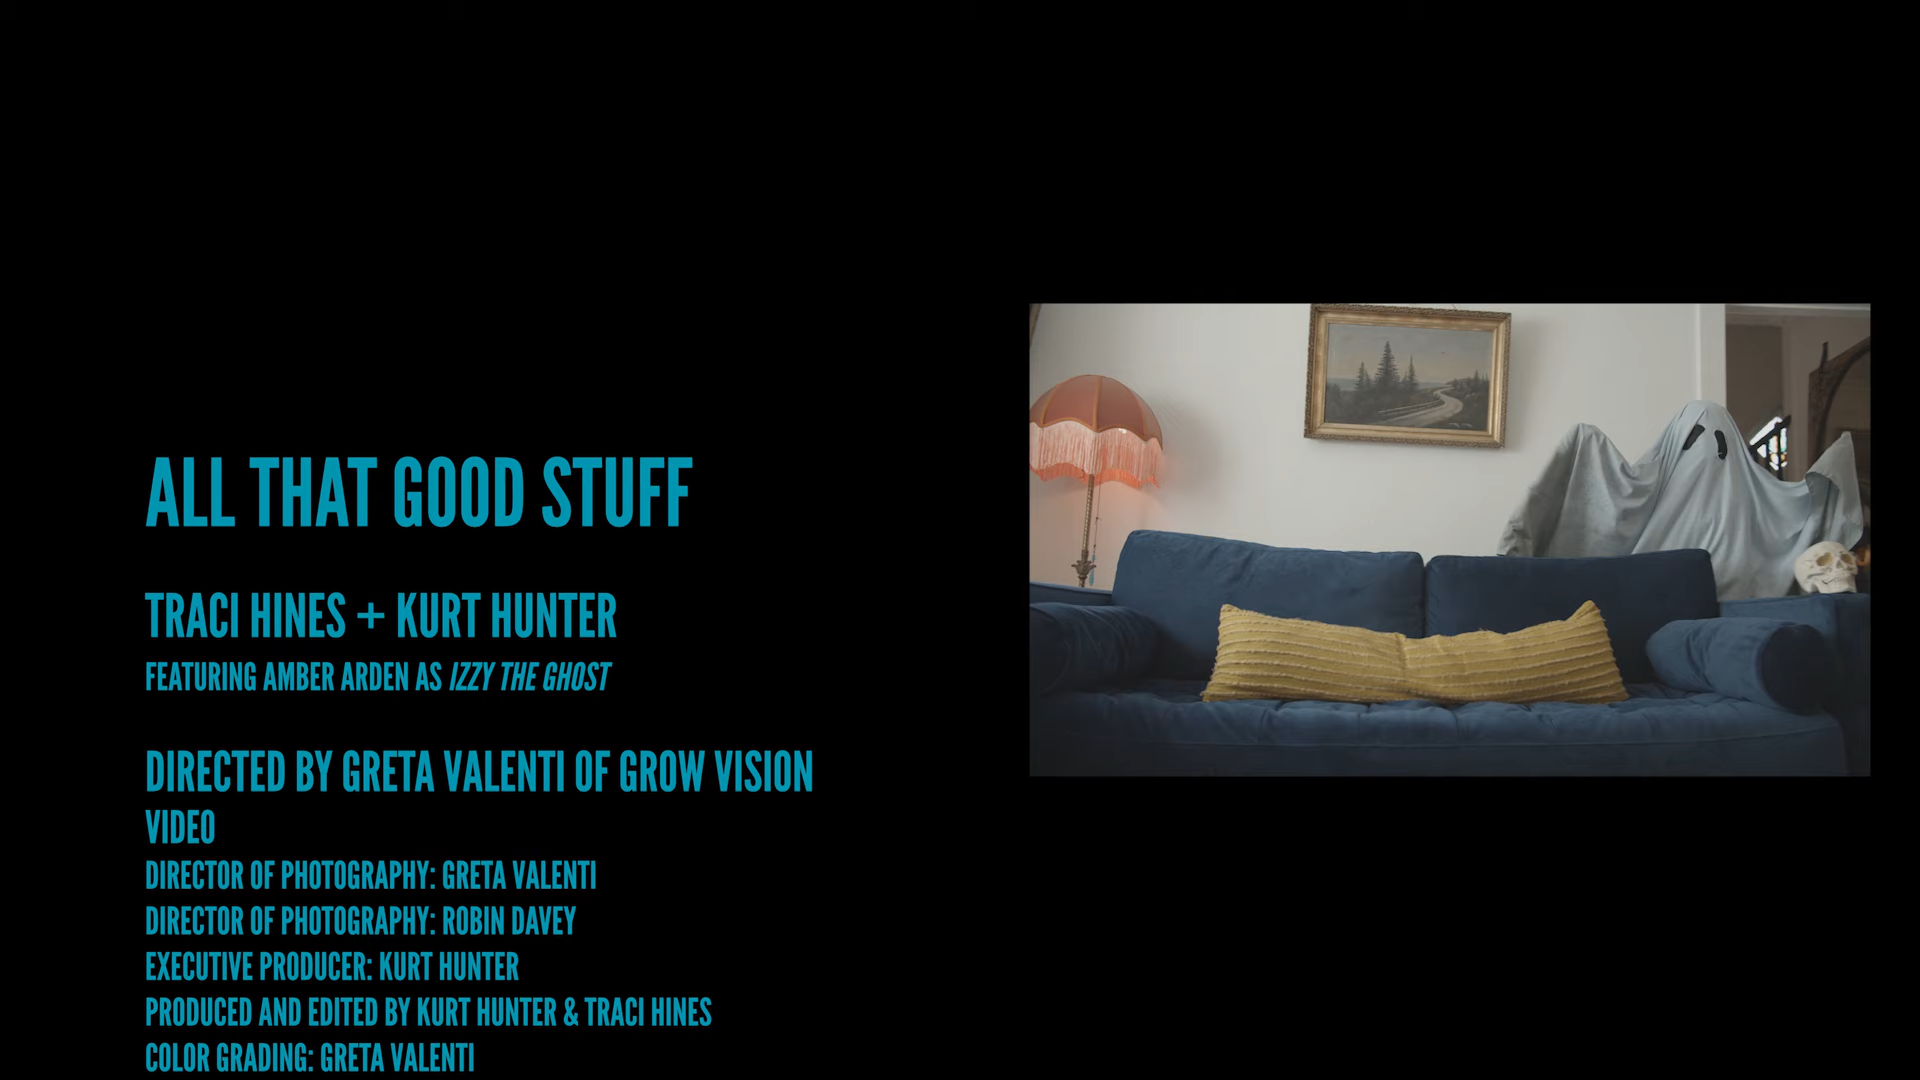 ALL THAT GOOD STUFF
TRACI HINES + KURT HUNTER
FEATURING AMBER ARDEN AS IZZY THE GHOST
DIRECTED BY GRETA VALENTI OF GROW VISION
VIDEO
DIRECTOR OF PHOTOGRAPHY: GRETA VALENTI
DIRECTOR OF PHOTOGRAPHY: ROBIN DAVEY
EXECUTIVE PRODUCER: KURT HUNTER
PRODUCED AND EDITED BY KURT HUNTER & TRACI HINES
COLOR GRADING: GRETA VALENTI